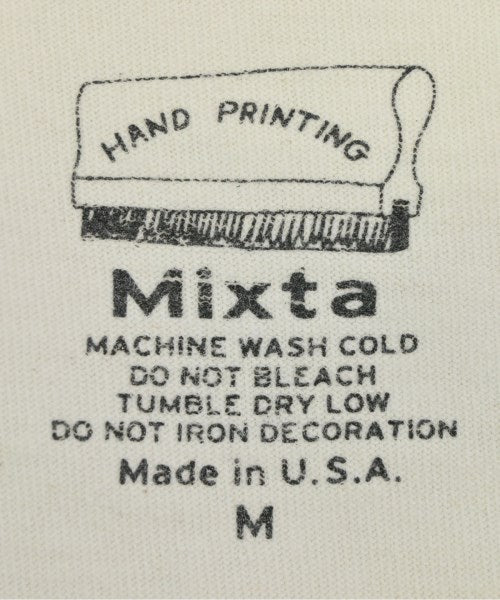 HAND PRINTING
Mixta
MACHINE WASH COLD
DO NOT BLEACH
TUMBLE DRY LOW
DO NOT IRON DECORATION
Made in U.S.A.
M